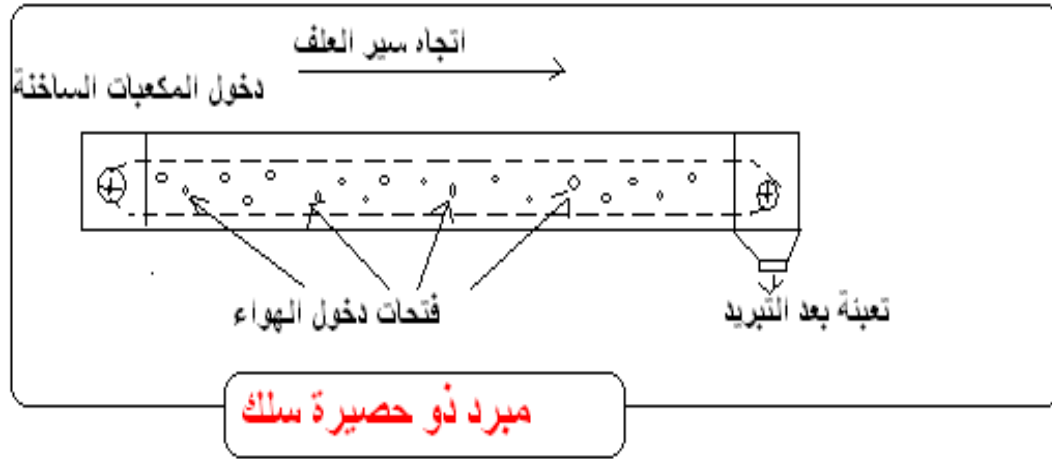 اتجاه سير العلف
دخول المكعبات الساخنة
فتحات دخول الهواء
تعبئة بعد التبريد
مبرد ذو حصيرة سلك